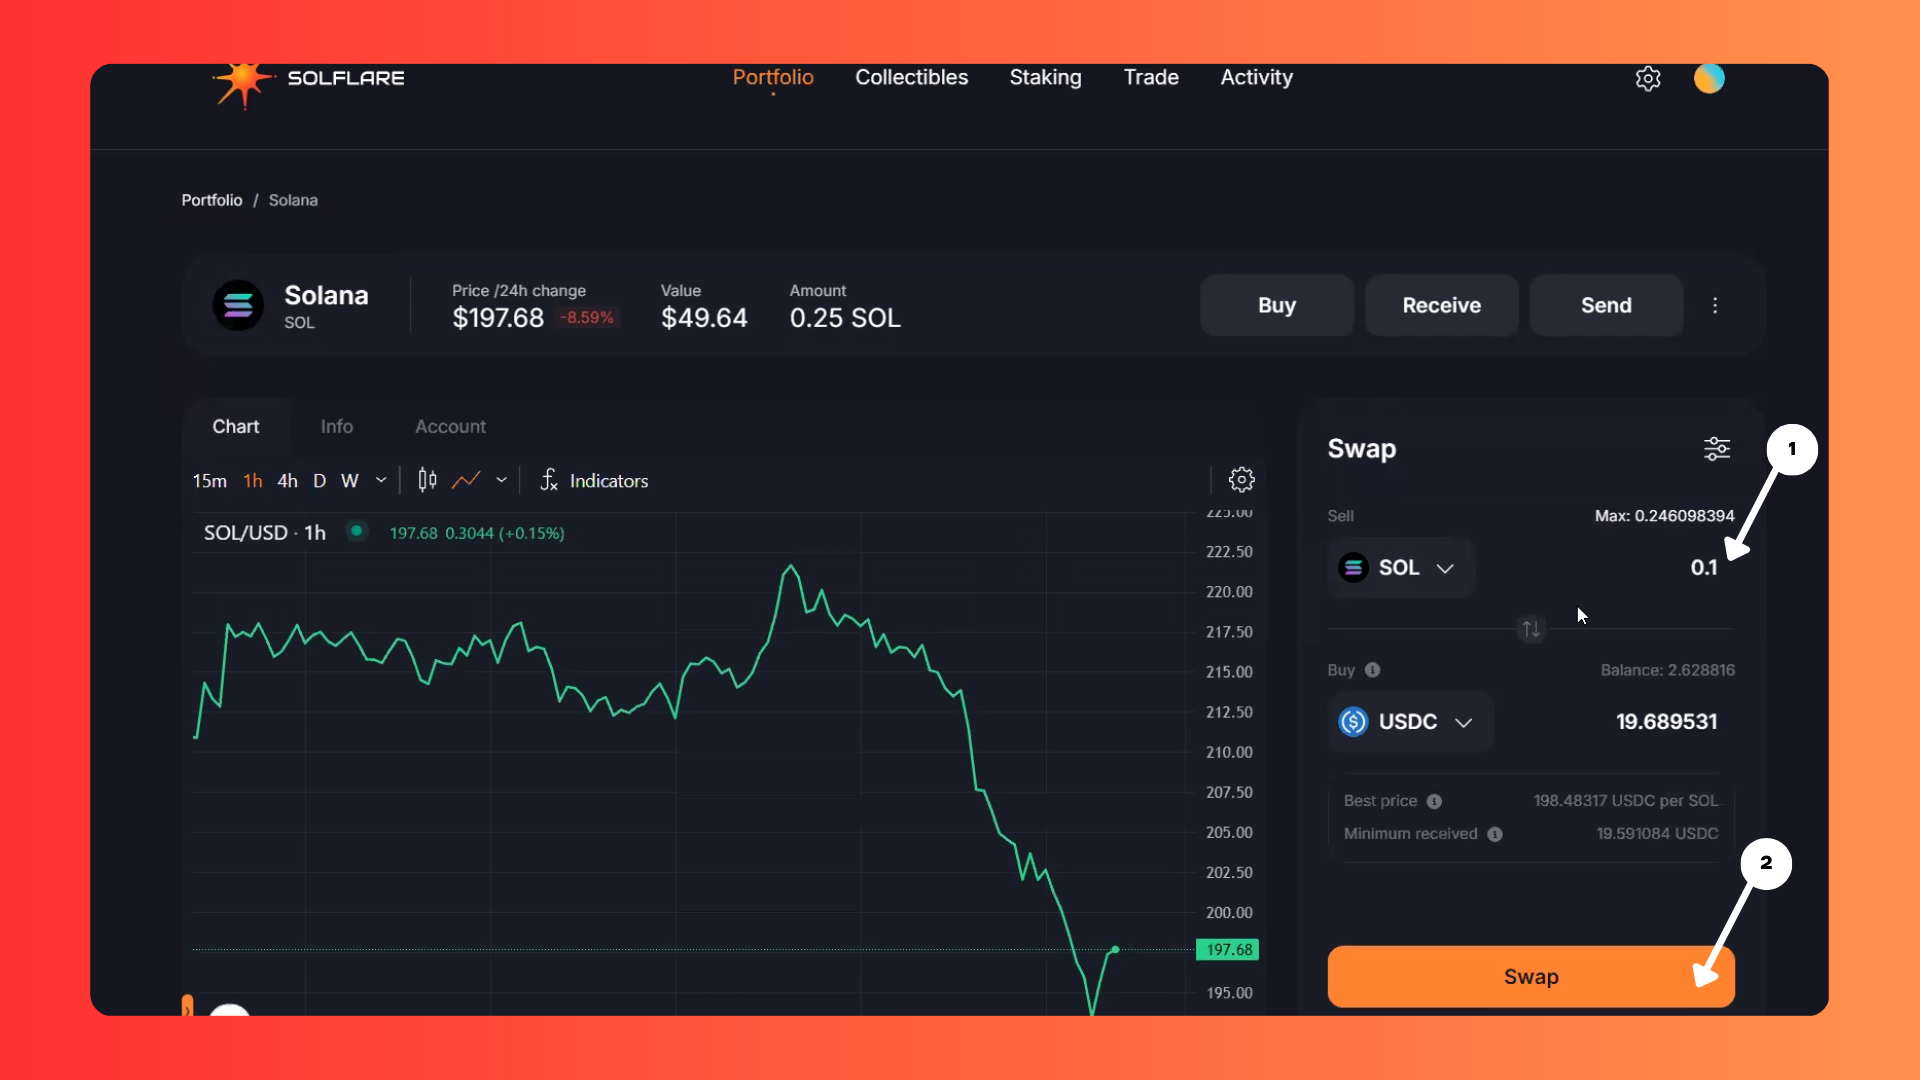 SOLFLARE
Portfolio Collectibles Staking Trade Activity
Portfolio / Solana
Solana
SOL
Price /24h change
$197.68 -8.59%
Value
$49.64
Amount
0.25 SOL
Buy Receive Send
Chart Info Account
15m 1h 4h D W fx Indicators
SOL/USD · 1h 197.68 0.3044 (+0.15%)
225.00
222.50
220.00
217.50
215.00
212.50
210.00
207.50
205.00
202.50
200.00
197.68
195.00
Swap
1
Sell Max: 0.246098394
SOL 0.1
Buy Balance: 2.628816
USDC 19.689531
Best price 198.48317 USDC per SOL
Minimum received 19.591084 USDC
2
Swap